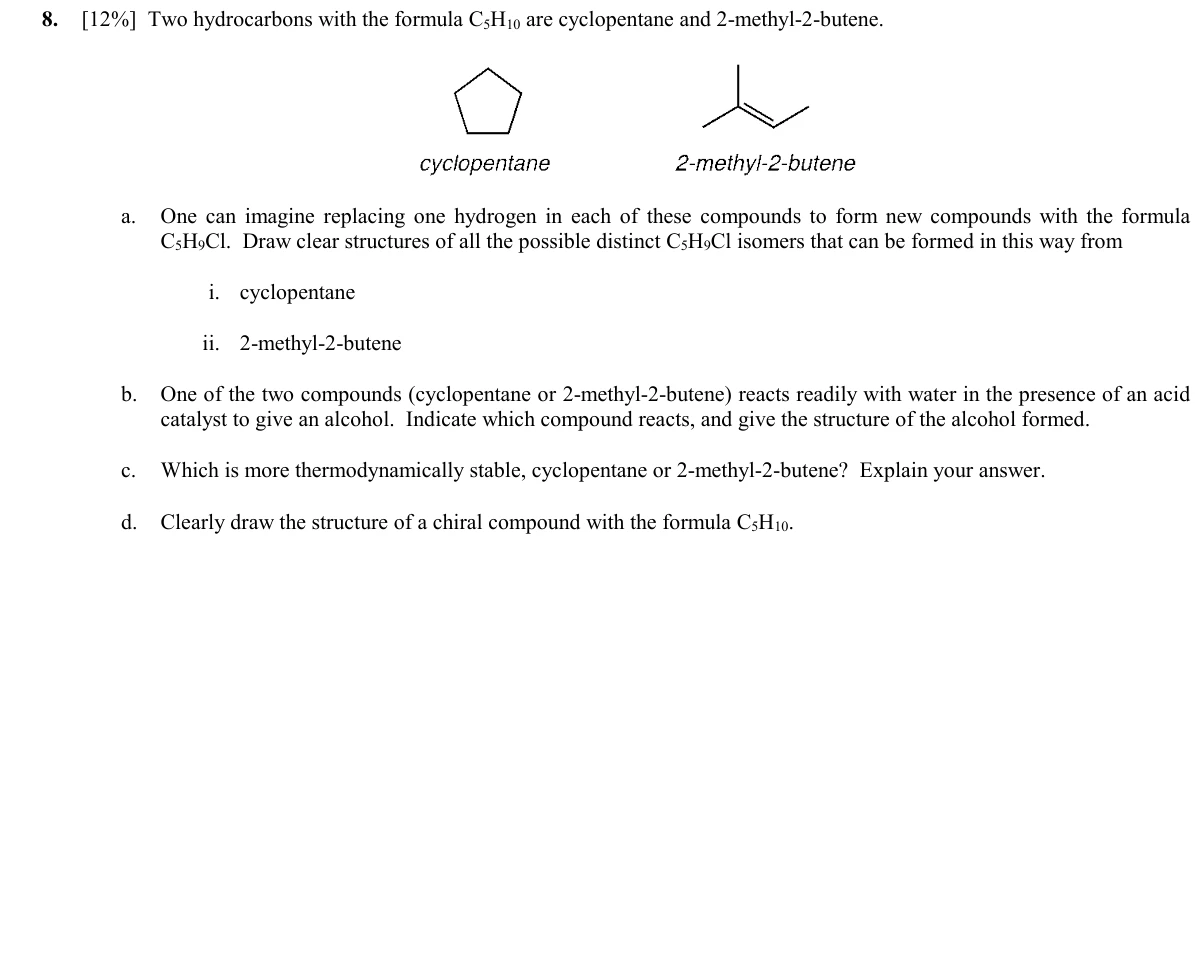 8. [12%] Two hydrocarbons with the formula C₅H₁₀ are cyclopentane and 2-methyl-2-butene.
cyclopentane 2-methyl-2-butene
a. One can imagine replacing one hydrogen in each of these compounds to form new compounds with the formula
C₅H₉Cl. Draw clear structures of all the possible distinct C₅H₉Cl isomers that can be formed in this way from
i. cyclopentane
ii. 2-methyl-2-butene
b. One of the two compounds (cyclopentane or 2-methyl-2-butene) reacts readily with water in the presence of an acid
catalyst to give an alcohol. Indicate which compound reacts, and give the structure of the alcohol formed.
c. Which is more thermodynamically stable, cyclopentane or 2-methyl-2-butene? Explain your answer.
d. Clearly draw the structure of a chiral compound with the formula C₅H₁₀.